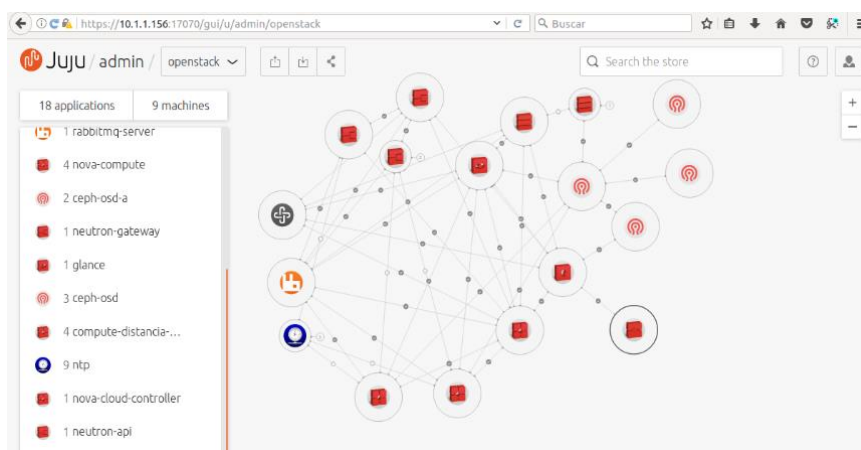 https://10.1.1.156:17070/gui/u/admin/openstack
Buscar
JUJU / admin / openstack
Search the store
18 applications
9 machines
1 rabbitmq-server
4 nova-compute
2 ceph-osd-a
1 neutron-gateway
1 glance
3 ceph-osd
4 compute-distancia-...
9 ntp
1 nova-cloud-controller
1 neutron-api